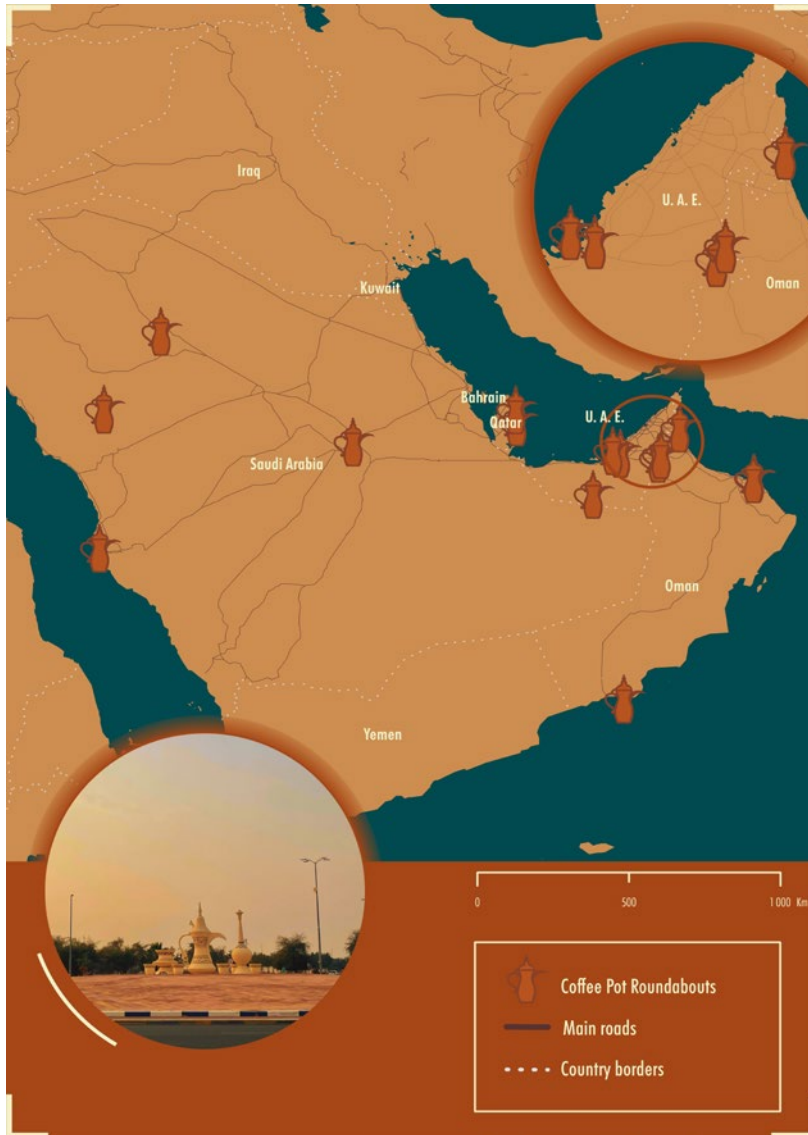 U. A. E.
Iraq
Oman
Kuwait
Bahrain
Qatar
U. A. E.
Saudi Arabia
Oman
Yemen
0 500 1 000 Km
Coffee Pot Roundabouts
Main roads
Country borders